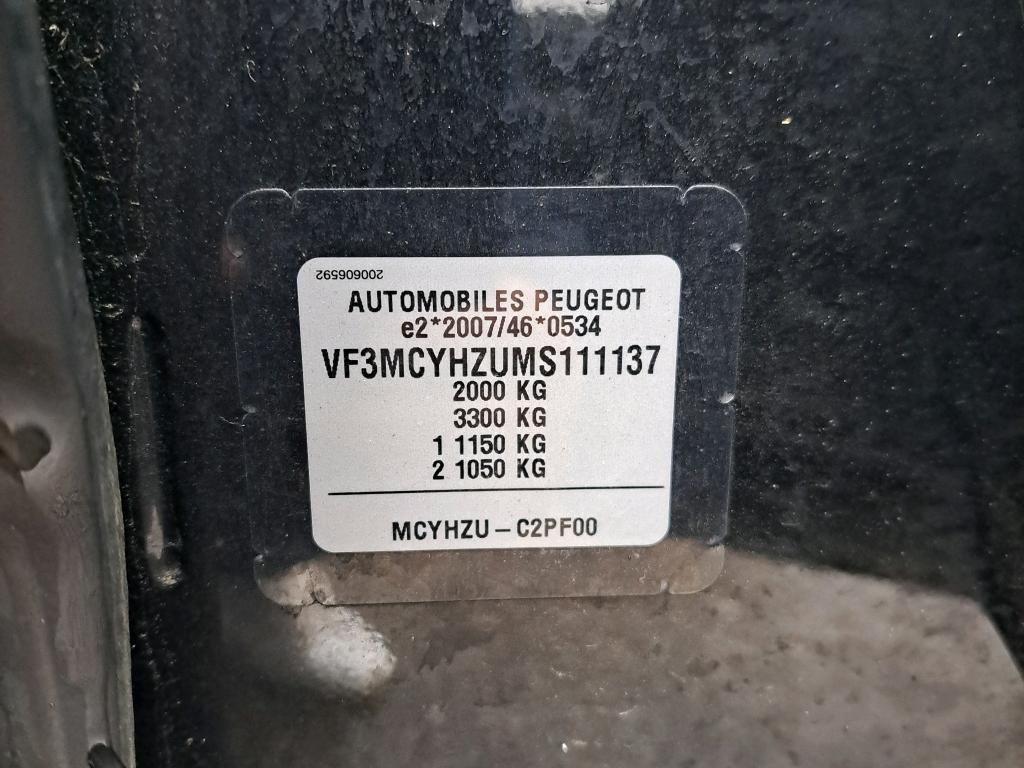 200606592
AUTOMOBILES PEUGEOT
e2*2007/46*0534
VF3MCYHZUMS111137
2000 KG
3300 KG
1 1150 KG
2 1050 KG
MCYHZU – C2PF00